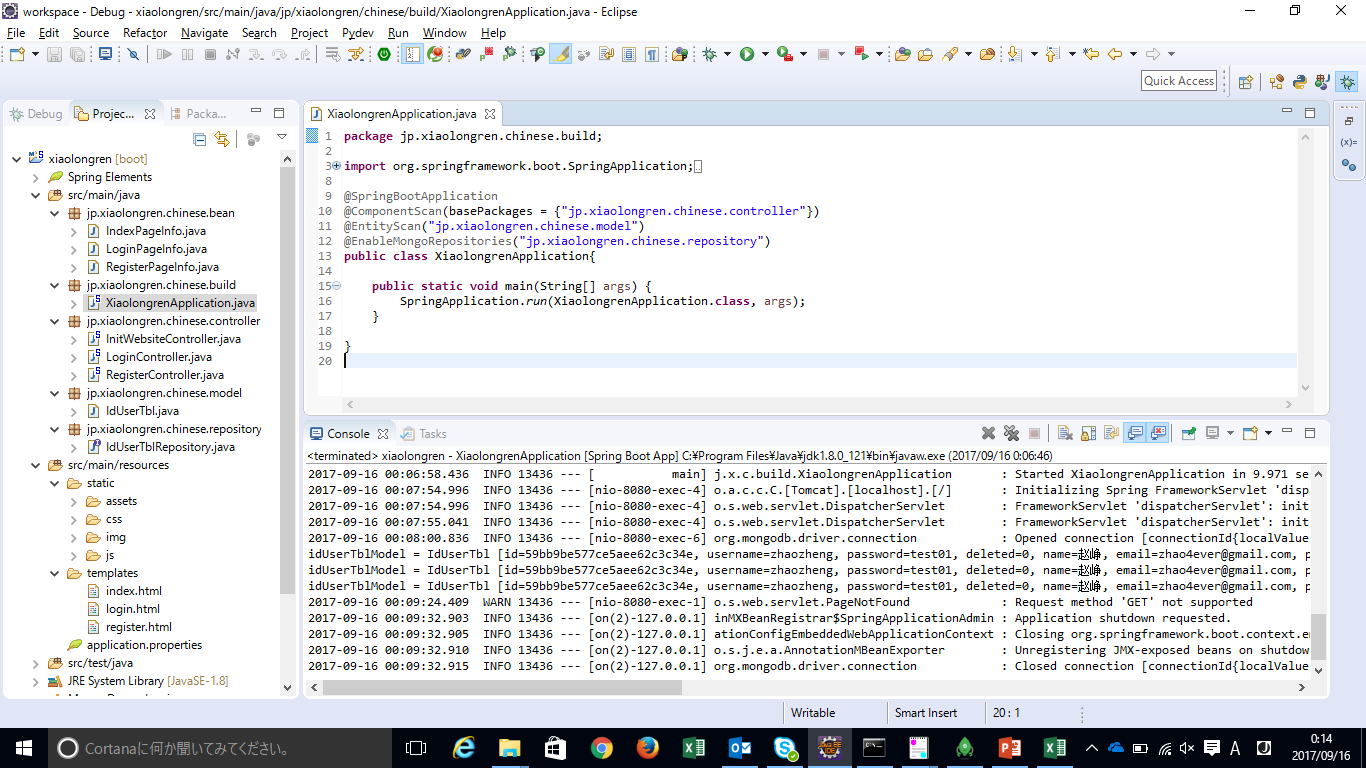 workspace - Debug - xiaolongren/src/main/java/jp/xiaolongren/chinese/build/XiaolongrenApplication.java - Eclipse
File Edit Source Refactor Navigate Search Project Pydev Run Window Help
Quick Access
Debug Projec... Packa...
xiaolongren [boot]
Spring Elements
src/main/java
jp.xiaolongren.chinese.bean
IndexPageInfo.java
LoginPageInfo.java
RegisterPageInfo.java
jp.xiaolongren.chinese.build
XiaolongrenApplication.java
jp.xiaolongren.chinese.controller
InitWebsiteController.java
LoginController.java
RegisterController.java
jp.xiaolongren.chinese.model
IdUserTbl.java
jp.xiaolongren.chinese.repository
IdUserTblRepository.java
src/main/resources
static
assets
css
img
js
templates
index.html
login.html
register.html
application.properties
src/test/java
JRE System Library [JavaSE-1.8]
XiaolongrenApplication.java
1 package jp.xiaolongren.chinese.build;
2
3 import org.springframework.boot.SpringApplication;
8
9 @SpringBootApplication
10 @ComponentScan(basePackages = {"jp.xiaolongren.chinese.controller"})
11 @EntityScan("jp.xiaolongren.chinese.model")
12 @EnableMongoRepositories("jp.xiaolongren.chinese.repository")
13 public class XiaolongrenApplication{
14
15 public static void main(String[] args) {
16 SpringApplication.run(XiaolongrenApplication.class, args);
17 }
18
19 }
20
(x)=
Console Tasks
<terminated> xiaolongren - XiaolongrenApplication [Spring Boot App] C:¥Program Files¥Java¥jdk1.8.0_121¥bin¥javaw.exe (2017/09/16 0:06:46)
2017-09-16 00:06:58.436 INFO 13436 --- [ main] j.x.c.build.XiaolongrenApplication : Started XiaolongrenApplication in 9.971 se
2017-09-16 00:07:54.996 INFO 13436 --- [nio-8080-exec-4] o.a.c.c.C.[Tomcat].[localhost].[/] : Initializing Spring FrameworkServlet 'disp
2017-09-16 00:07:54.996 INFO 13436 --- [nio-8080-exec-4] o.s.web.servlet.DispatcherServlet : FrameworkServlet 'dispatcherServlet': init
2017-09-16 00:07:55.041 INFO 13436 --- [nio-8080-exec-4] o.s.web.servlet.DispatcherServlet : FrameworkServlet 'dispatcherServlet': init
2017-09-16 00:08:00.836 INFO 13436 --- [nio-8080-exec-6] org.mongodb.driver.connection : Opened connection [connectionId{localValue
idUserTblModel = IdUserTbl [id=59bb9be577ce5aee62c3c34e, username=zhaozheng, password=test01, deleted=0, name=赵峥, email=zhao4ever@gmail.com, p
idUserTblModel = IdUserTbl [id=59bb9be577ce5aee62c3c34e, username=zhaozheng, password=test01, deleted=0, name=赵峥, email=zhao4ever@gmail.com, p
idUserTblModel = IdUserTbl [id=59bb9be577ce5aee62c3c34e, username=zhaozheng, password=test01, deleted=0, name=赵峥, email=zhao4ever@gmail.com, p
2017-09-16 00:09:24.409 WARN 13436 --- [nio-8080-exec-1] o.s.web.servlet.PageNotFound : Request method 'GET' not supported
2017-09-16 00:09:32.903 INFO 13436 --- [on(2)-127.0.0.1] inMXBeanRegistrar$SpringApplicationAdmin : Application shutdown requested.
2017-09-16 00:09:32.905 INFO 13436 --- [on(2)-127.0.0.1] ationConfigEmbeddedWebApplicationContext : Closing org.springframework.boot.context.e
2017-09-16 00:09:32.910 INFO 13436 --- [on(2)-127.0.0.1] o.s.j.e.a.AnnotationMBeanExporter : Unregistering JMX-exposed beans on shutdow
2017-09-16 00:09:32.915 INFO 13436 --- [on(2)-127.0.0.1] org.mongodb.driver.connection : Closed connection [connectionId{localValue
Writable Smart Insert 20 : 1
Cortanaに何か聞いてみてください。
A
0:14
2017/09/16